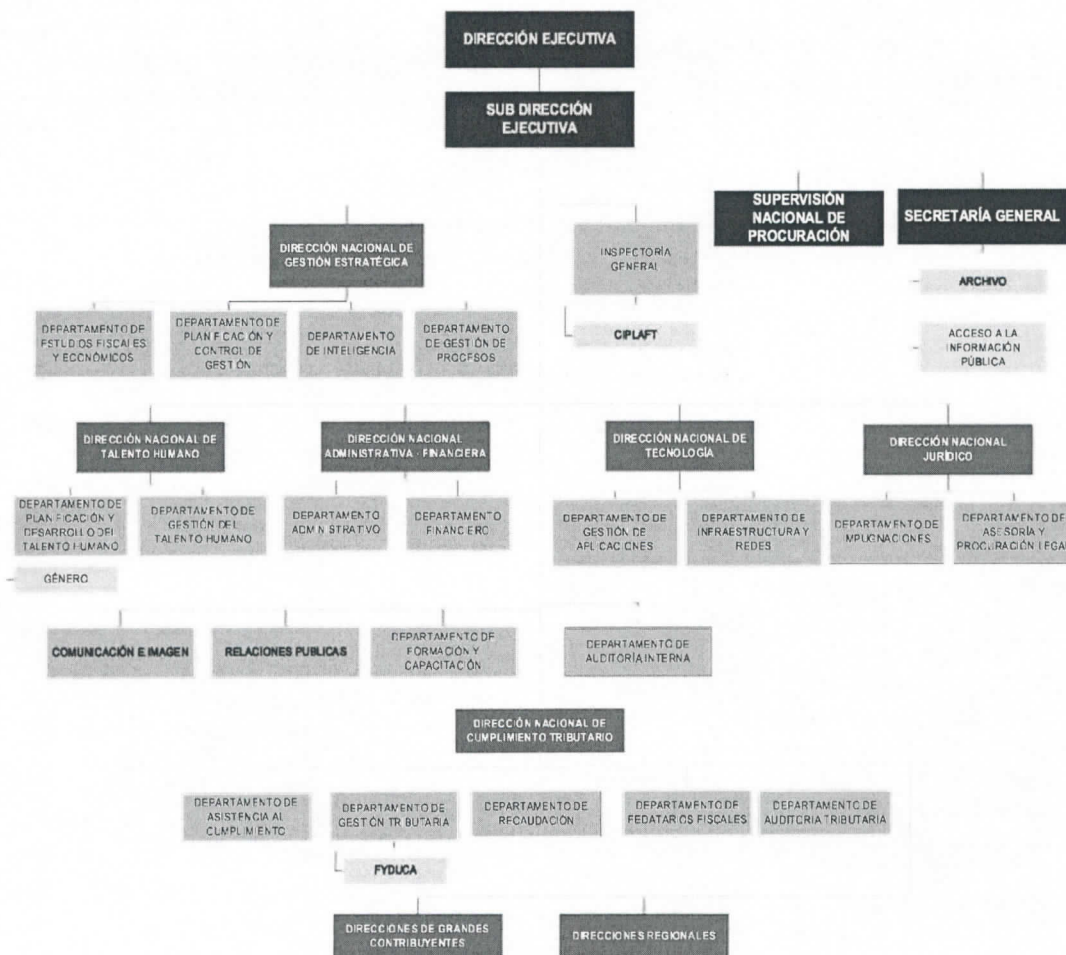 DIRECCIÓN EJECUTIVA
SUB DIRECCIÓN
EJECUTIVA
SUPERVISIÓN
NACIONAL DE
PROCURACIÓN
SECRETARÍA GENERAL
DIRECCIÓN NACIONAL DE
GESTIÓN ESTRATÉGICA
INSPECTORÍA
GENERAL
ARCHIVO
CIPLAFT
ACCESO A LA
INFORMACIÓN
PÚBLICA
DEPARTAMENTO DE
ESTUDIOS FISCALES
Y ECONÓMICOS
DEPARTAMENTO DE
PLANIFICACIÓN Y
CONTROL DE
GESTIÓN
DEPARTAMENTO
DE INTELIGENCIA
DEPARTAMENTO
DE GESTIÓN DE
PROCESOS
DIRECCIÓN NACIONAL DE
TALENTO HUMANO
DIRECCIÓN NACIONAL
ADMINISTRATIVA - FINANCIERA
DIRECCIÓN NACIONAL DE
TECNOLOGÍA
DIRECCIÓN NACIONAL
JURÍDICO
DEPARTAMENTO DE
PLANIFICACIÓN Y
DESARROLLO DEL
TALENTO HUMANO
DEPARTAMENTO DE
GESTIÓN DEL
TALENTO HUMANO
DEPARTAMENTO
ADMINISTRATIVO
DEPARTAMENTO
FINANCIERO
DEPARTAMENTO DE
GESTIÓN DE
APLICACIONES
DEPARTAMENTO DE
INFRAESTRUCTURA Y
REDES
DEPARTAMENTO DE
IMPUGNACIONES
DEPARTAMENTO DE
ASESORÍA Y
PROCURACIÓN LEGAL
GÉNERO
COMUNICACIÓN E IMAGEN
RELACIONES PUBLICAS
DEPARTAMENTO DE
FORMACIÓN Y
CAPACITACIÓN
DEPARTAMENTO DE
AUDITORÍA INTERNA
DIRECCIÓN NACIONAL DE
CUMPLIMIENTO TRIBUTARIO
DEPARTAMENTO DE
ASISTENCIA AL
CUMPLIMIENTO
DEPARTAMENTO DE
GESTIÓN TRIBUTARIA
DEPARTAMENTO DE
RECAUDACIÓN
DEPARTAMENTO DE
FEDATARIOS FISCALES
DEPARTAMENTO DE
AUDITORIA TRIBUTARIA
FYDUCA
DIRECCIONES DE GRANDES
CONTRIBUYENTES
DIRECCIONES REGIONALES